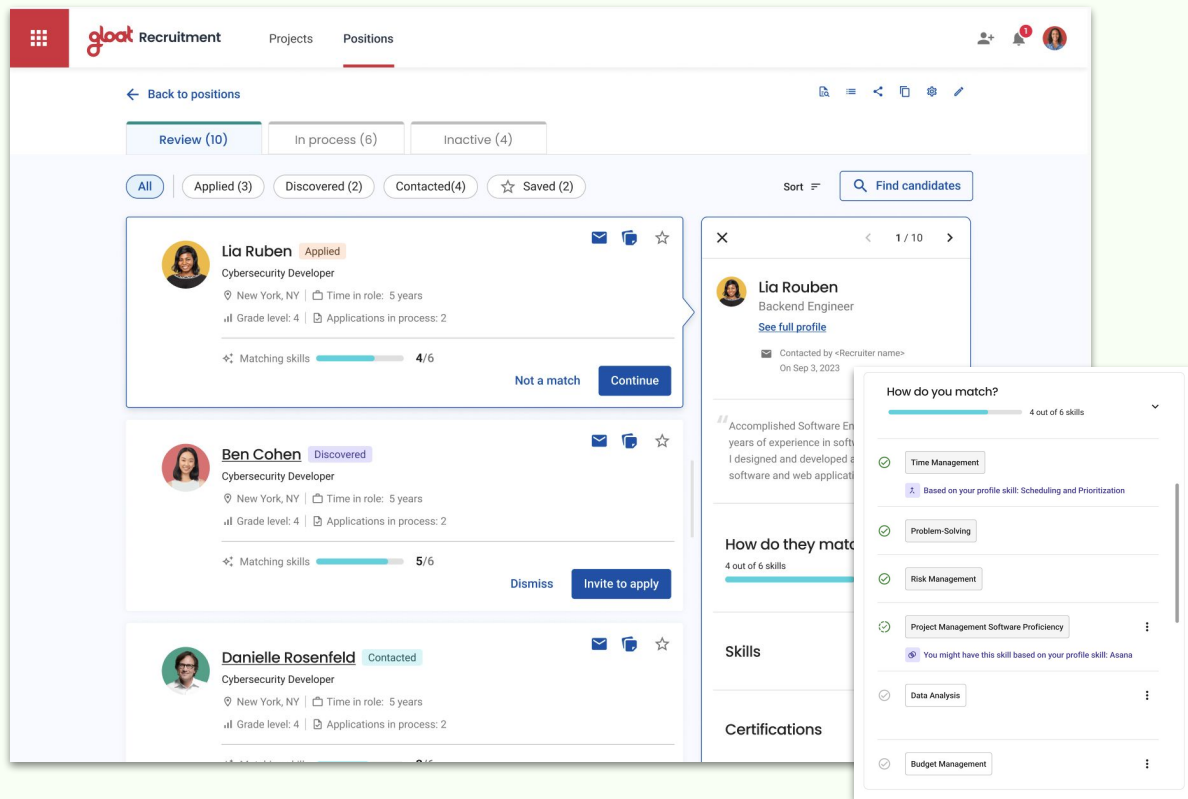 gloat Recruitment
Projects
Positions
1
Back to positions
Review (10)
In process (6)
Inactive (4)
All
Applied (3)
Discovered (2)
Contacted(4)
Saved (2)
Sort
Find candidates
Lia Ruben Applied
Cybersecurity Developer
New York, NY Time in role: 5 years
Grade level: 4 Applications in process: 2
Matching skills 4/6
Not a match Continue
Ben Cohen Discovered
Cybersecurity Developer
New York, NY Time in role: 5 years
Grade level: 4 Applications in process: 2
Matching skills 5/6
Dismiss Invite to apply
Danielle Rosenfeld Contacted
Cybersecurity Developer
New York, NY Time in role: 5 years
Grade level: 4 Applications in process: 2
1 / 10
Lia Rouben
Backend Engineer
See full profile
Contacted by <Recruiter name>
On Sep 3, 2023
Accomplished Software En
years of experience in soft
I designed and developed
software and web applicat
How do they mat
4 out of 6 skills
Skills
Certifications
How do you match?
4 out of 6 skills
Time Management
Based on your profile skill: Scheduling and Prioritization
Problem-Solving
Risk Management
Project Management Software Proficiency
You might have this skill based on your profile skill: Asana
Data Analysis
Budget Management